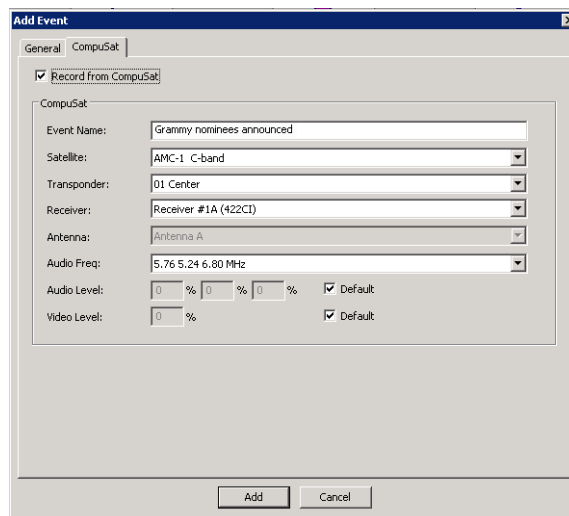 Add Event
General CompuSat
Record from CompuSat
CompuSat
Event Name: Grammy nominees announced
Satellite: AMC-1 C-band
Transponder: 01 Center
Receiver: Receiver #1A (422CI)
Antenna: Antenna A
Audio Freq: 5.76 5.24 6.80 MHz
Audio Level: 0 % 0 % 0 % Default
Video Level: 0 % Default
Add Cancel